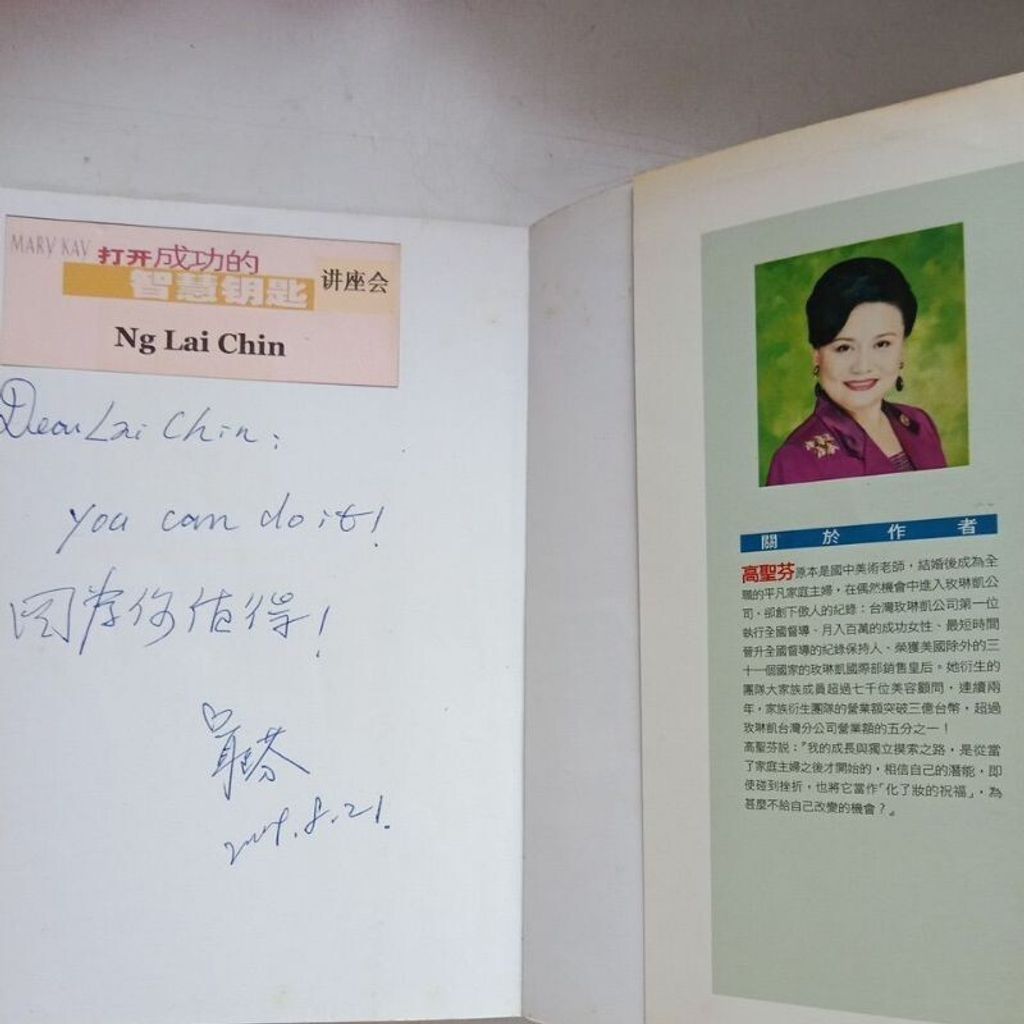 MARY KAY
打开成功的
智慧钥匙 讲座会
Ng Lai Chin
Dear Lai Chin:
you can do it!
因為你值得!
聖芬
8.21.
關於作者
高聖芬原本是國中美術老師，結婚後成為全
職的平凡家庭主婦，在偶然機會中進入玫琳凱公
司，卻創下傲人的紀錄：台灣玫琳凱公司第一位
執行全國督導、月入百萬的成功女性、最短時間
晉升全國督導的紀錄保持人、榮獲美國除外的三
十一個國家的玫琳凱國際部銷售皇后。她衍生的
團隊大家族成員超過七千位美容顧問，連續兩
年，家族衍生團隊的營業額突破三億台幣，超過
玫琳凱台灣分公司營業額的五分之一！
高聖芬說：『我的成長與獨立摸索之路，是從當
了家庭主婦之後才開始的，相信自己的潛能，即
使碰到挫折，也將它當作「化了妝的祝福」，為
甚麼不給自己改變的機會？』